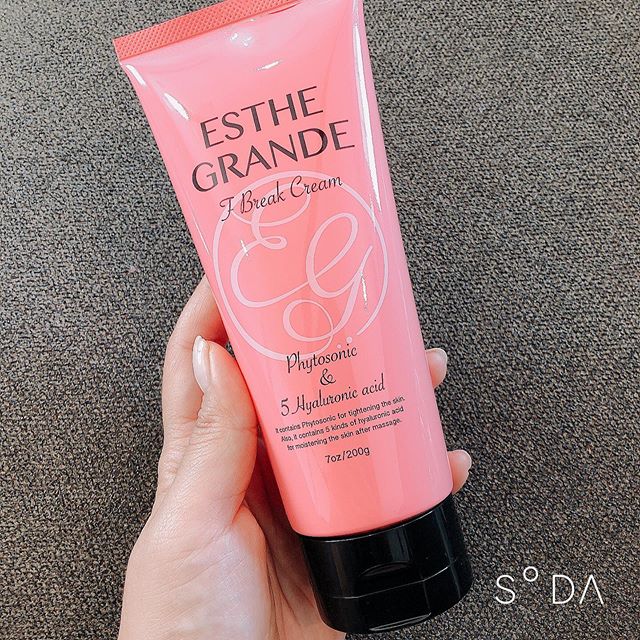 ESTHE
GRANDE
F Break Cream
EG
Phytosonic
&
5 Hyaluronic acid
It contains Phytosonic for tightening the skin.
Also, it contains 5 kinds of hyaluronic acid
for moistening the skin after massage.
7oz/200g
SODA